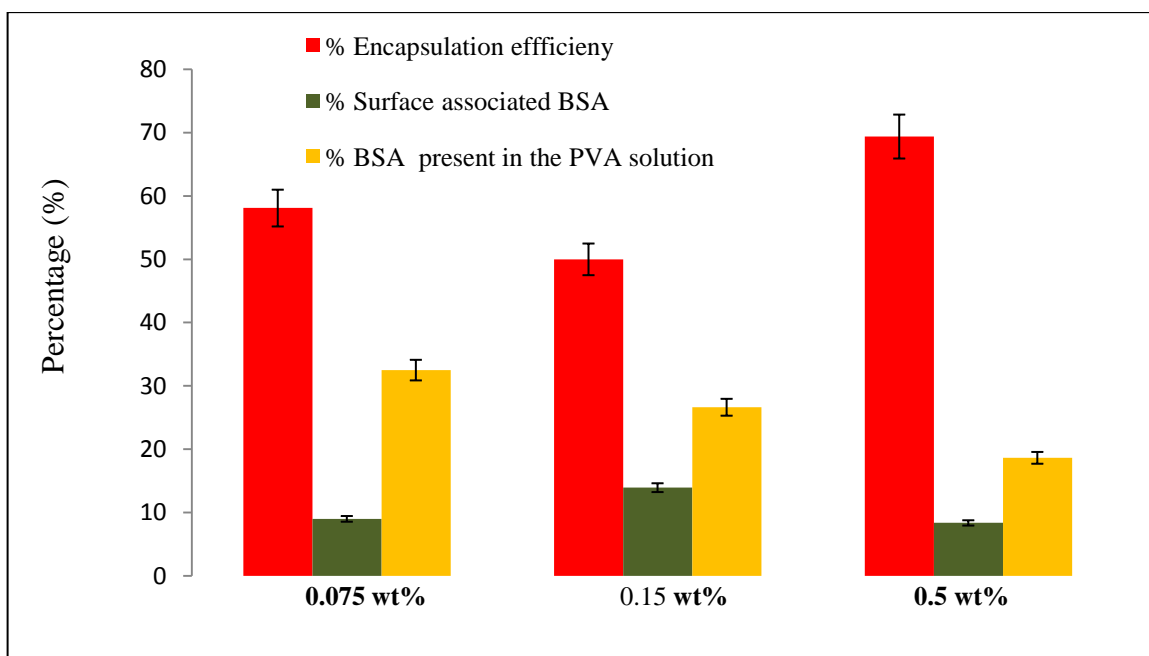 % Encapsulation effficieny
% Surface associated BSA
% BSA present in the PVA solution
Percentage (%)
80
70
60
50
40
30
20
10
0
0.075 wt%
0.15 wt%
0.5 wt%